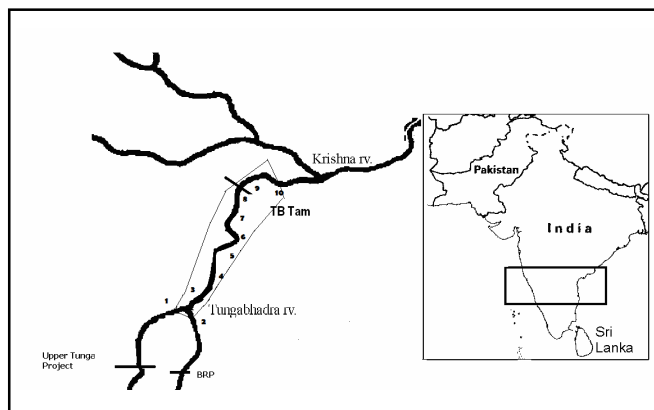 Krishna rv.
9
10
8
TB Tam
7
6
5
4
3
1
Tungabhadra rv.
2
Upper Tunga
Project
BRP
Pakistan
India
Sri
Lanka